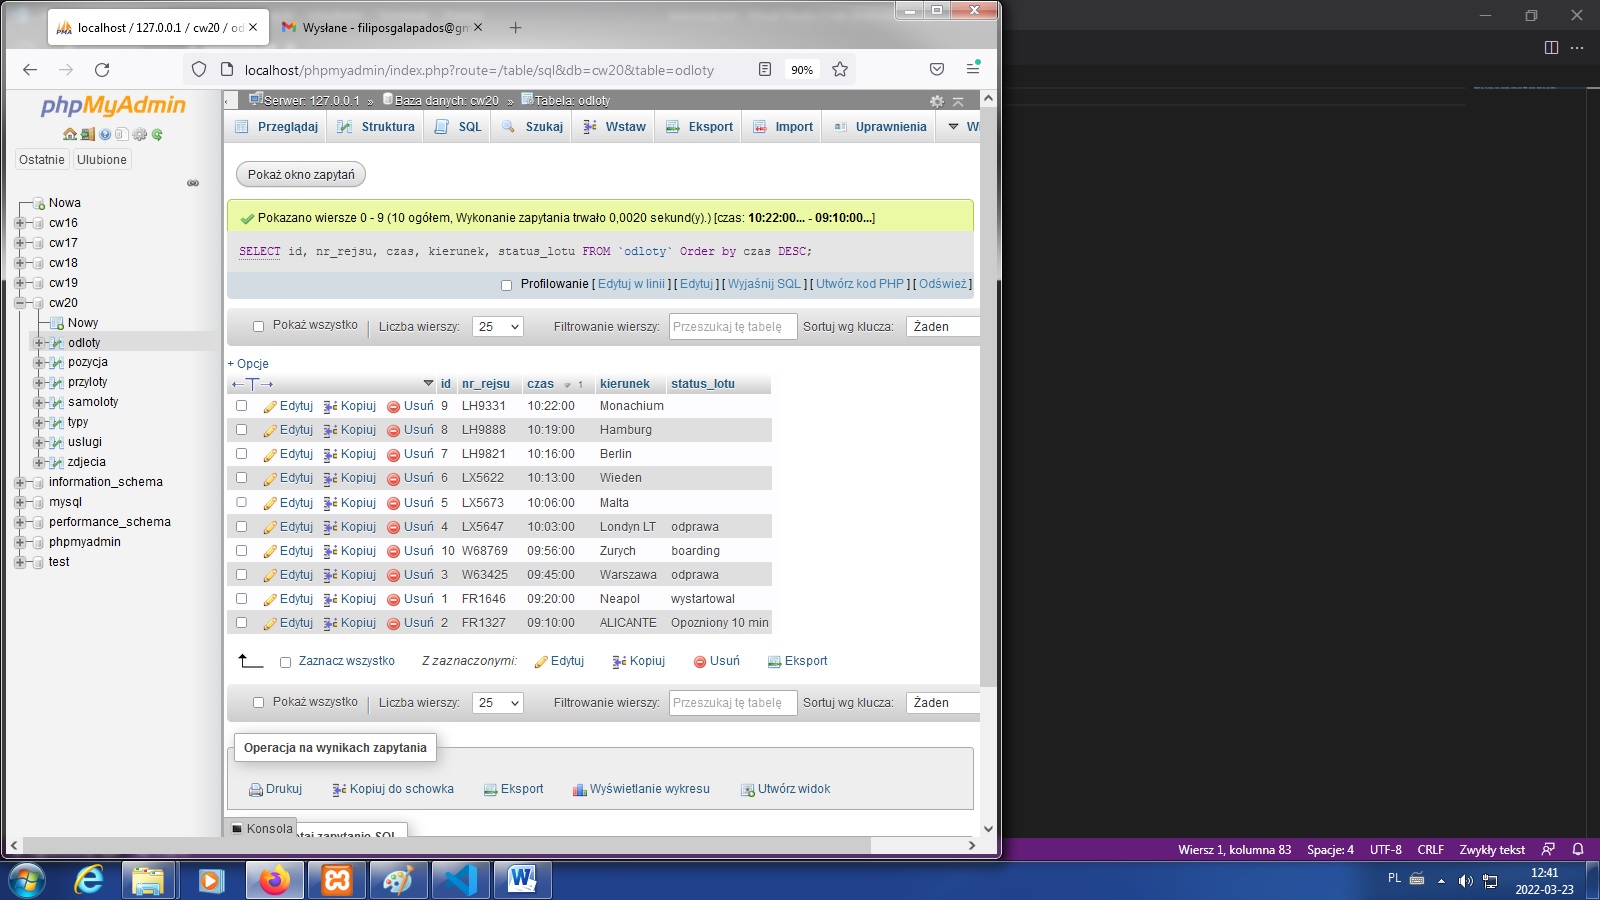 localhost / 127.0.0.1 / cw20 / od
Wysłane - filiposgalapados@gm
localhost/phpmyadmin/index.php?route=/table/sql&db=cw20&table=odloty
90%
phpMyAdmin
Ostatnie Ulubione
Nowa
cw16
cw17
cw18
cw19
cw20
Nowy
odloty
pozycja
przyloty
samoloty
typy
uslugi
zdjecia
information_schema
mysql
performance_schema
phpmyadmin
test
Serwer: 127.0.0.1 » Baza danych: cw20 » Tabela: odloty
Przeglądaj Struktura SQL Szukaj Wstaw Eksport Import Uprawnienia
Pokaż okno zapytań
Pokazano wiersze 0 - 9 (10 ogółem, Wykonanie zapytania trwało 0,0020 sekund(y).) [czas: 10:22:00... - 09:10:00...]
SELECT id, nr_rejsu, czas, kierunek, status_lotu FROM `odloty` Order by czas DESC;
Profilowanie [ Edytuj w linii ] [ Edytuj ] [ Wyjaśnij SQL ] [ Utwórz kod PHP ] [ Odśwież ]
Pokaż wszystko | Liczba wierszy: 25 Filtrowanie wierszy: Przeszukaj tę tabelę Sortuj wg klucza: Żaden
+ Opcje
←T→ id nr_rejsu czas 1 kierunek status_lotu
Edytuj Kopiuj Usuń 9 LH9331 10:22:00 Monachium
Edytuj Kopiuj Usuń 8 LH9888 10:19:00 Hamburg
Edytuj Kopiuj Usuń 7 LH9821 10:16:00 Berlin
Edytuj Kopiuj Usuń 6 LX5622 10:13:00 Wieden
Edytuj Kopiuj Usuń 5 LX5673 10:06:00 Malta
Edytuj Kopiuj Usuń 4 LX5647 10:03:00 Londyn LT odprawa
Edytuj Kopiuj Usuń 10 W68769 09:56:00 Zurych boarding
Edytuj Kopiuj Usuń 3 W63425 09:45:00 Warszawa odprawa
Edytuj Kopiuj Usuń 1 FR1646 09:20:00 Neapol wystartowal
Edytuj Kopiuj Usuń 2 FR1327 09:10:00 ALICANTE Opozniony 10 min
Zaznacz wszystko Z zaznaczonymi: Edytuj Kopiuj Usuń Eksport
Pokaż wszystko | Liczba wierszy: 25 Filtrowanie wierszy: Przeszukaj tę tabelę Sortuj wg klucza: Żaden
Operacja na wynikach zapytania
Drukuj Kopiuj do schowka Eksport Wyświetlanie wykresu Utwórz widok
Konsola zapytanie SQL
Wiersz 1, kolumna 83 Spacje: 4 UTF-8 CRLF Zwykły tekst
PL 12:41
2022-03-23